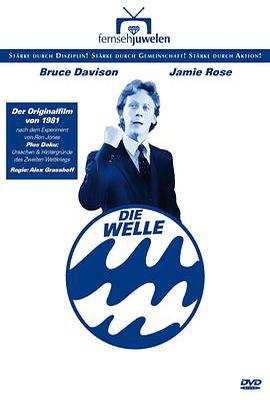 fernsehjuwelen
STÄRKE DURCH DISZIPLIN! STÄRKE DURCH GEMEINSCHAFT! STÄRKE DURCH AKTION!
Bruce Davison Jamie Rose
Der Originalfilm
von 1981
nach dem Experiment
von Ron Jones
Plus Doku:
Ursachen & Hintergründe
des Zweiten Weltkriegs
Regie: Alex Grasshoff
DIE
WELLE
DVD
VIDEO